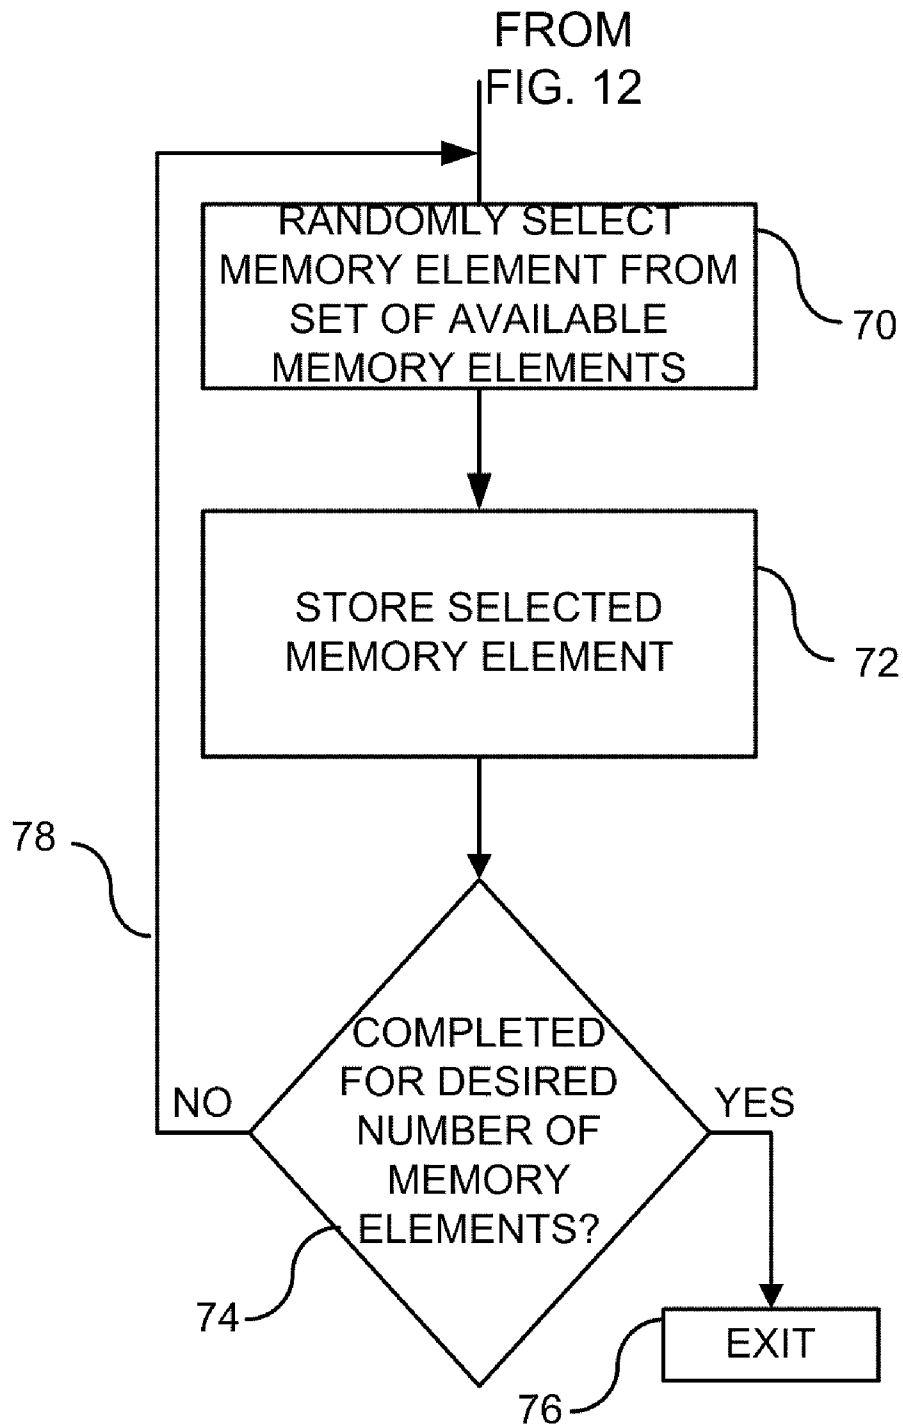 FROM
FIG. 12
RANDOMLY SELECT
MEMORY ELEMENT FROM
SET OF AVAILABLE
MEMORY ELEMENTS
70
STORE SELECTED
MEMORY ELEMENT
72
78
COMPLETED
FOR DESIRED
NUMBER OF
MEMORY
ELEMENTS?
NO
YES
74
EXIT
76